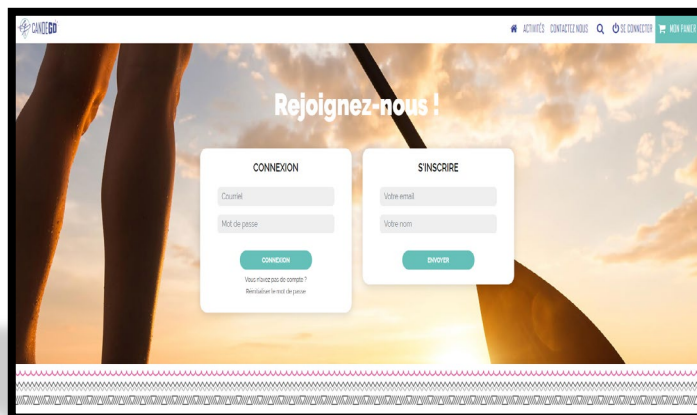 CANOEGO
ACTIVITÉS CONTACTEZ NOUS SE CONNECTER MON PANIER
Rejoignez-nous !
CONNEXION
Courriel
Mot de passe
CONNEXION
Vous n'avez pas de compte ?
Réinitialiser le mot de passe
S'INSCRIRE
Votre email
Votre nom
ENVOYER